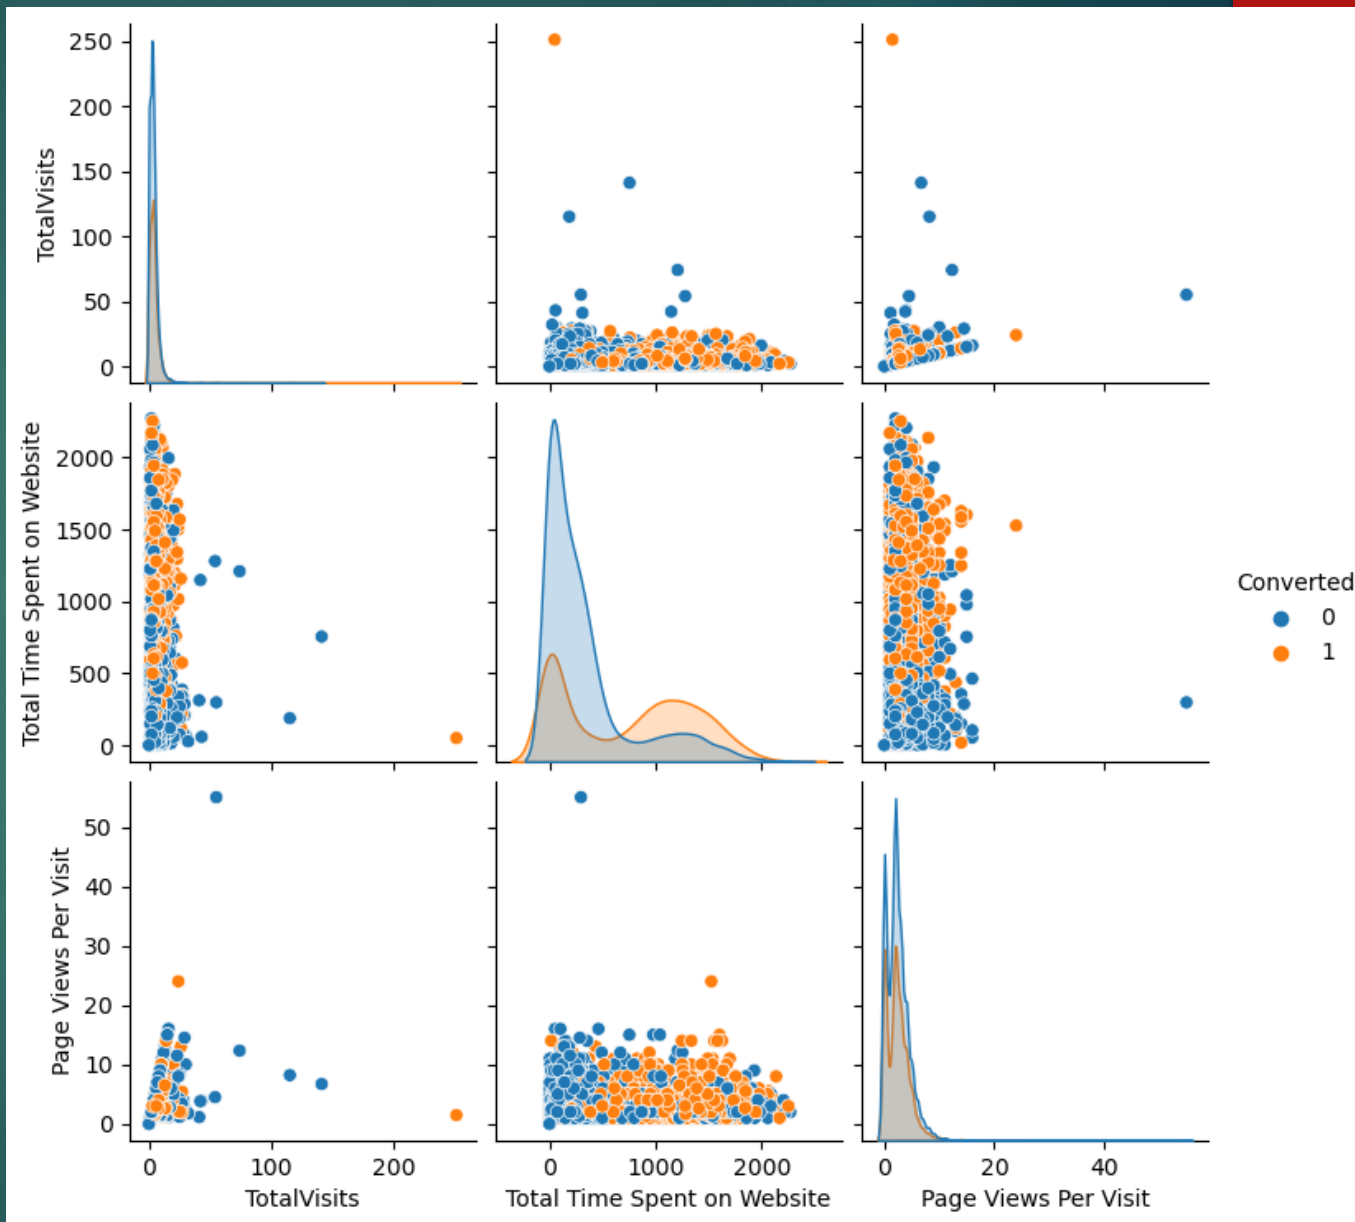 250
200
150
100
50
0
TotalVisits
2000
1500
1000
500
0
Total Time Spent on Website
Converted
0
1
50
40
30
20
10
0
Page Views Per Visit
0 100 200
0 1000 2000
0 20 40
TotalVisits
Total Time Spent on Website
Page Views Per Visit